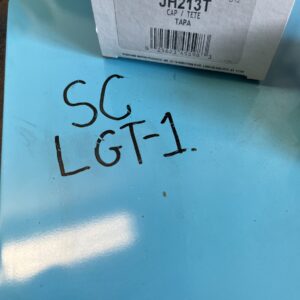 JH213T
CAP / TETE
TAPA
SC
LGT-1.